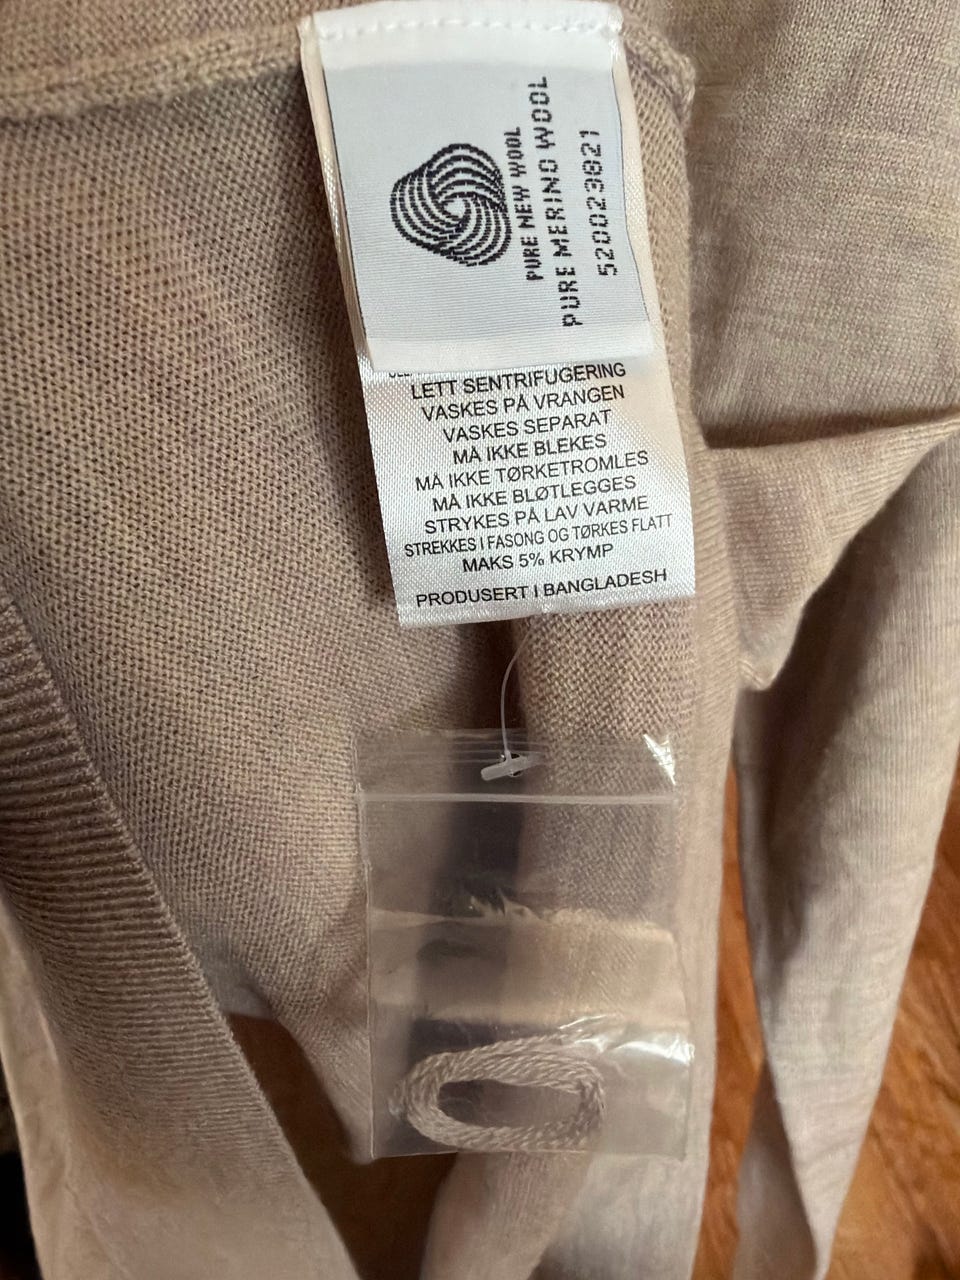 PURE NEW WOOL
PURE MERINO WOOL
520023821
LETT SENTRIFUGERING
VASKES PÅ VRANGEN
VASKES SEPARAT
MÅ IKKE BLEKES
MÅ IKKE TØRKETROMLES
MÅ IKKE BLØTLEGGES
STRYKES PÅ LAV VARME
STREKKES I FASONG OG TØRKES FLATT
MAKS 5% KRYMP
PRODUSERT I BANGLADESH